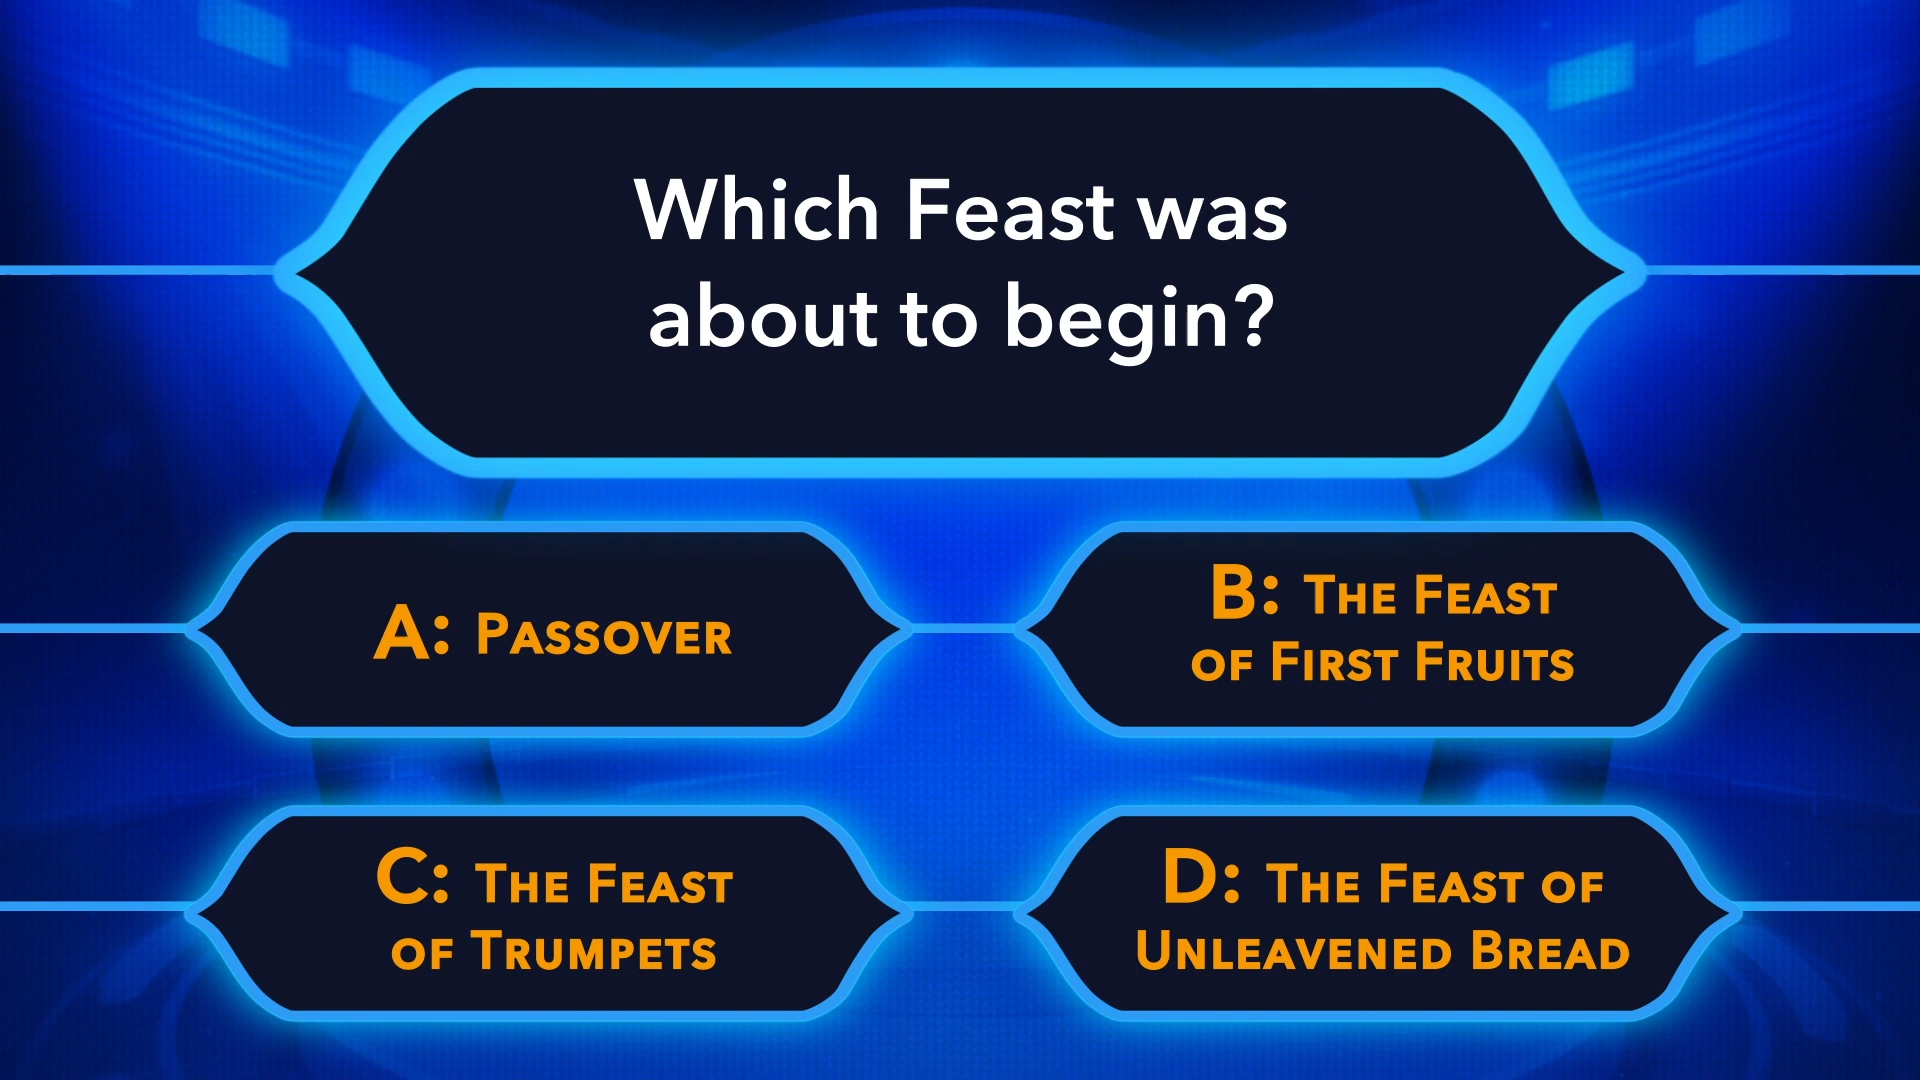 Which Feast was
about to begin?
A: Passover
B: The Feast
of First Fruits
C: The Feast
of Trumpets
D: The Feast of
Unleavened Bread